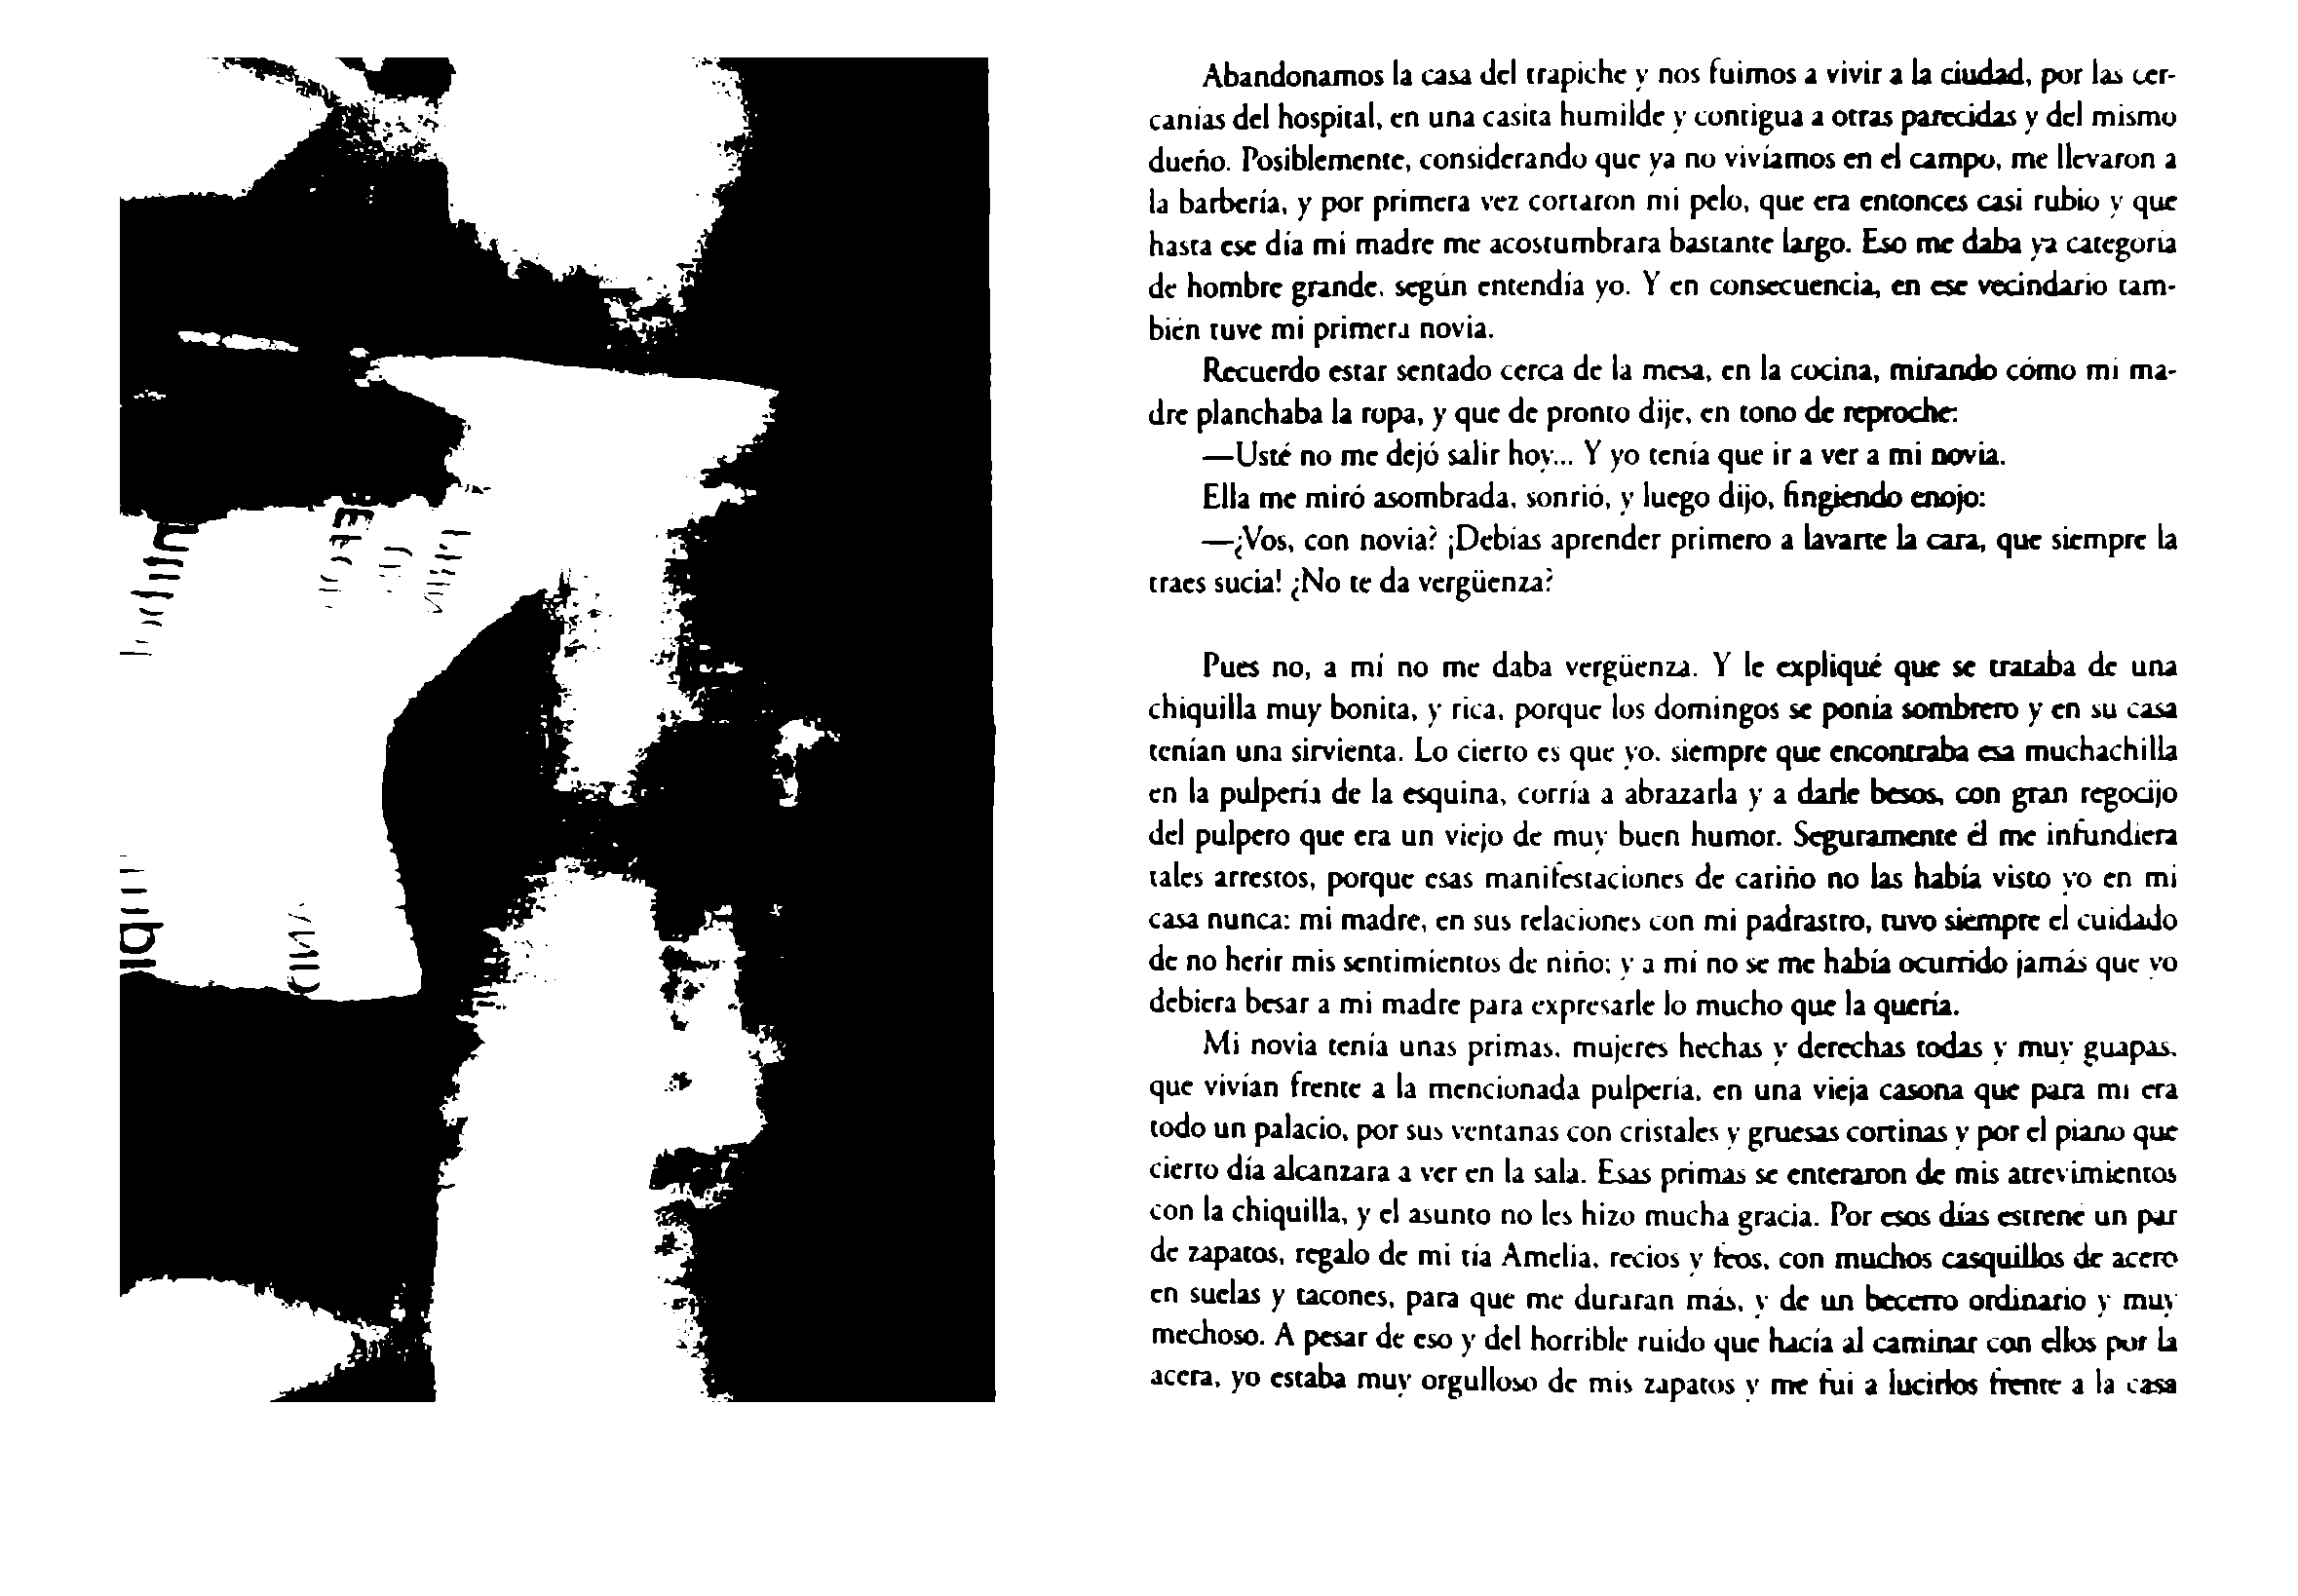 Abandonamos la casa del trapiche y nos fuimos a vivir a la ciudad, por las cer-
canías del hospital, en una casita humilde y contigua a otras parecidas y del mismo
dueño. Posiblemente, considerando que ya no vivíamos en el campo, me llevaron a
la barbería, y por primera vez cortaron mi pelo, que era entonces casi rubio y que
hasta ese día mi madre me acostumbrara bastante largo. Eso me daba ya categoría
de hombre grande, según entendía yo. Y en consecuencia, en ese vecindario tam-
bién tuve mi primera novia.
Recuerdo estar sentado cerca de la mesa, en la cocina, mirando cómo mi ma-
dre planchaba la ropa, y que de pronto dije, en tono de reproche:
—Usté no me dejó salir hoy... Y yo tenía que ir a ver a mi novia.
Ella me miró asombrada, sonrió, y luego dijo, fingiendo enojo:
—¿Vos, con novia? ¡Debías aprender primero a lavarte la cara, que siempre la
traes sucia! ¿No te da vergüenza?
Pues no, a mí no me daba vergüenza. Y le expliqué que se trataba de una
chiquilla muy bonita, y rica, porque los domingos se ponía sombrero y en su casa
tenían una sirvienta. Lo cierto es que yo, siempre que encontraba esa muchachilla
en la pulpería de la esquina, corría a abrazarla y a darle besos, con gran regocijo
del pulpero que era un viejo de muy buen humor. Seguramente él me infundiera
tales arrestos, porque esas manifestaciones de cariño no las había visto yo en mi
casa nunca: mi madre, en sus relaciones con mi padrastro, tuvo siempre el cuidado
de no herir mis sentimientos de niño; y a mí no se me había ocurrido jamás que yo
debiera besar a mi madre para expresarle lo mucho que la quería.
Mi novia tenía unas primas, mujeres hechas y derechas todas y muy guapas,
que vivían frente a la mencionada pulpería, en una vieja casona que para mí era
todo un palacio, por sus ventanas con cristales y gruesas cortinas y por el piano que
cierto día alcanzara a ver en la sala. Esas primas se enteraron de mis atrevimientos
con la chiquilla, y el asunto no les hizo mucha gracia. Por esos días estrené un par
de zapatos, regalo de mi tía Amelia, recios y feos, con muchos casquillos de acero
en suelas y tacones, para que me duraran más, y de un becerro ordinario y muy
mechoso. A pesar de eso y del horrible ruido que hacía al caminar con ellos por la
acera, yo estaba muy orgulloso de mis zapatos y me fui a lucirlos frente a la casa